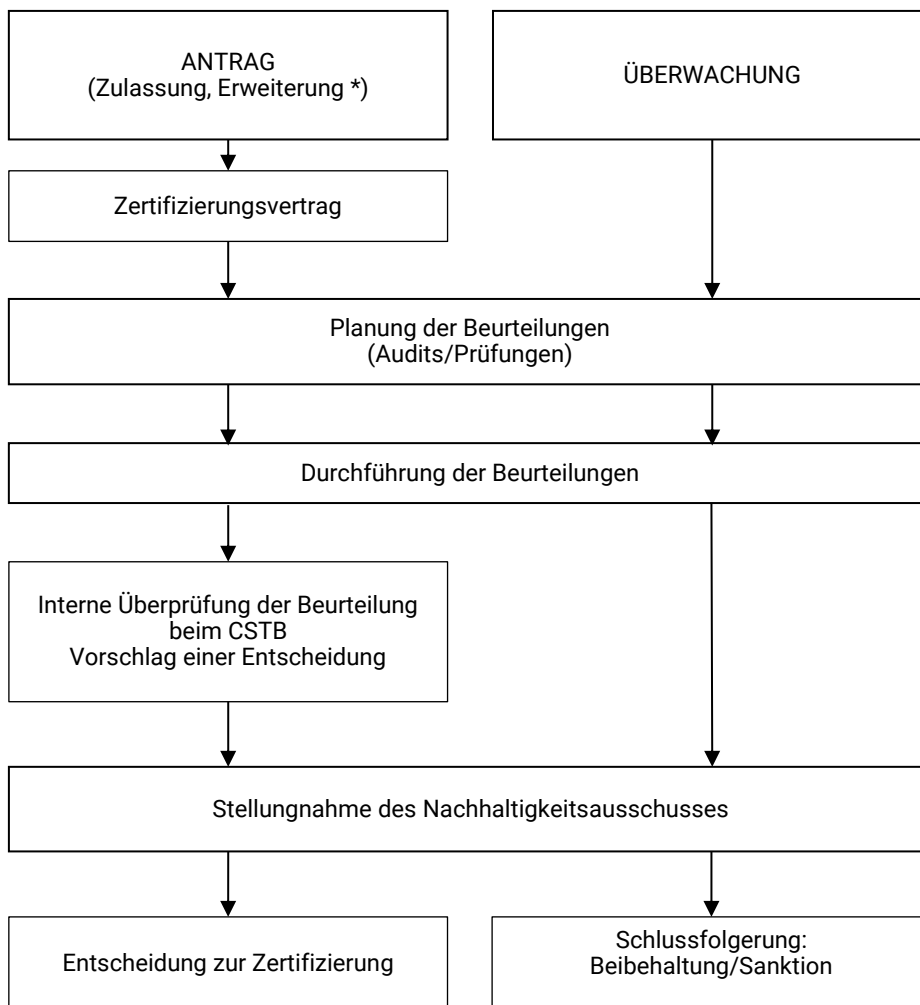 ANTRAG
(Zulassung, Erweiterung *)
ÜBERWACHUNG
Zertifizierungsvertrag
Planung der Beurteilungen
(Audits/Prüfungen)
Durchführung der Beurteilungen
Interne Überprüfung der Beurteilung
beim CSTB
Vorschlag einer Entscheidung
Stellungnahme des Nachhaltigkeitsausschusses
Entscheidung zur Zertifizierung
Schlussfolgerung:
Beibehaltung/Sanktion